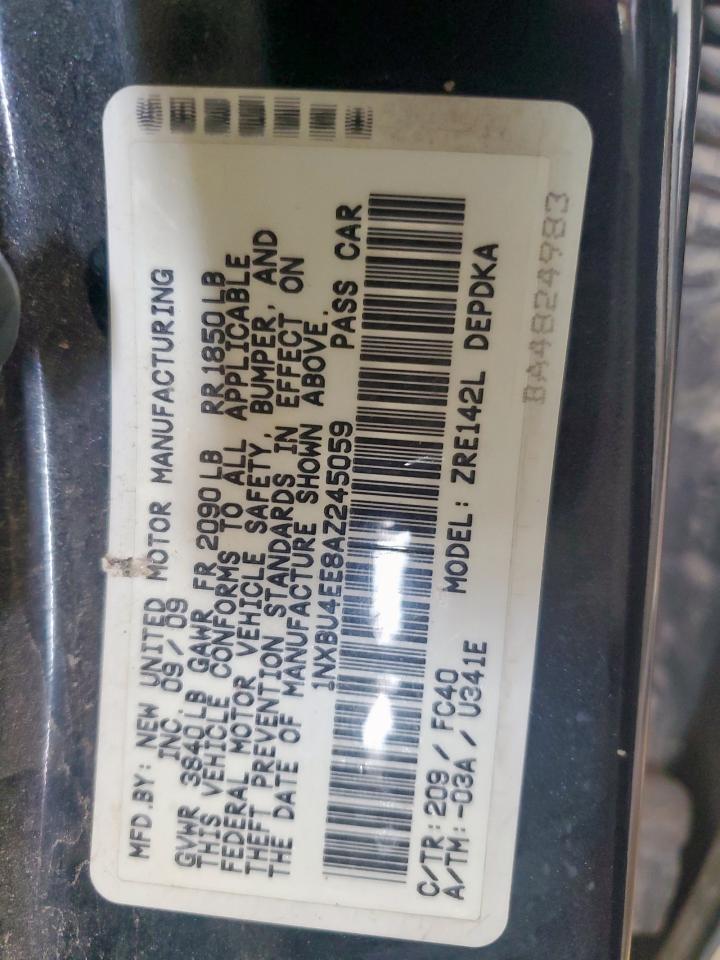 MFD.BY: NEW UNITED MOTOR MANUFACTURING
INC. 09/09
GVWR 3840LB GAWR FR 2090LB RR1850LB
THIS VEHICLE CONFORMS TO ALL APPLICABLE
FEDERAL MOTOR VEHICLE SAFETY, BUMPER, AND
THEFT PREVENTION STANDARDS IN EFFECT ON
THE DATE OF MANUFACTURE SHOWN ABOVE.
1NXBU4EE8AZ245059 PASS CAR
C/TR:209/FC40 MODEL: ZRE142L DEPDKA
A/TM:-03A/U341E
BA4824983